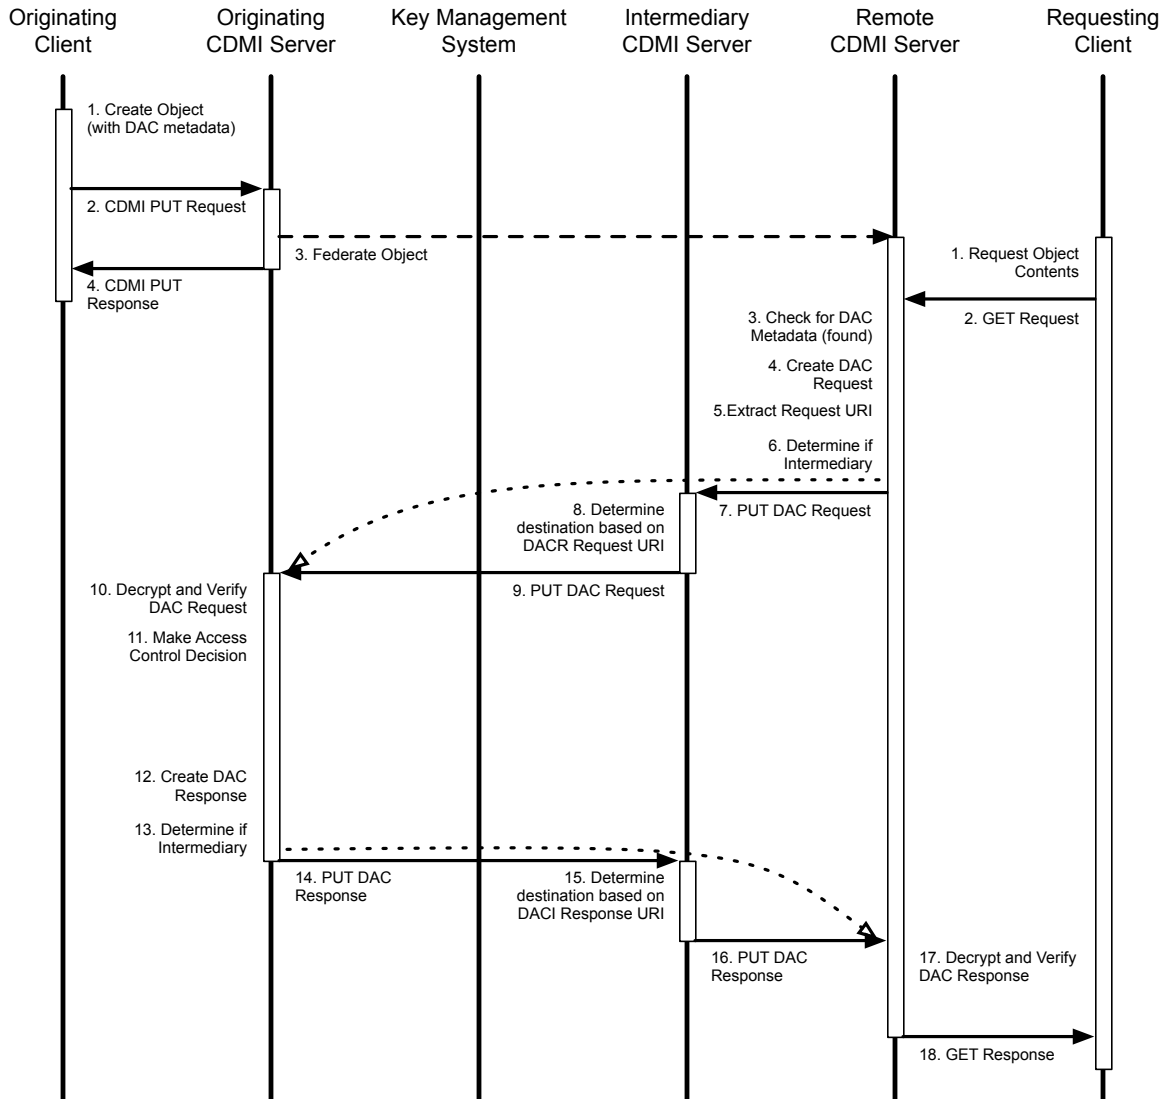 Originating
Client
Originating
CDMI Server
Key Management
System
Intermediary
CDMI Server
Remote
CDMI Server
Requesting
Client
1. Create Object
(with DAC metadata)
2. CDMI PUT Request
3. Federate Object
4. CDMI PUT
Response
1. Request Object
Contents
2. GET Request
3. Check for DAC
Metadata (found)
4. Create DAC
Request
5.Extract Request URI
6. Determine if
Intermediary
7. PUT DAC Request
8. Determine
destination based on
DACR Request URI
9. PUT DAC Request
10. Decrypt and Verify
DAC Request
11. Make Access
Control Decision
12. Create DAC
Response
13. Determine if
Intermediary
14. PUT DAC
Response
15. Determine
destination based on
DACI Response URI
16. PUT DAC
Response
17. Decrypt and Verify
DAC Response
18. GET Response